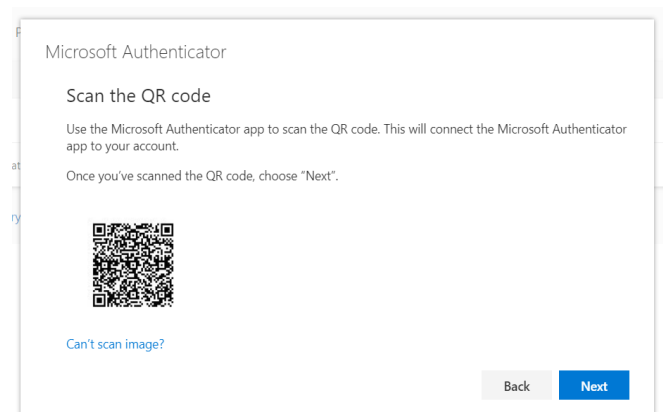 Microsoft Authenticator
Scan the QR code
Use the Microsoft Authenticator app to scan the QR code. This will connect the Microsoft Authenticator
app to your account.
Once you've scanned the QR code, choose "Next".
at
ry
Can't scan image?
Back Next